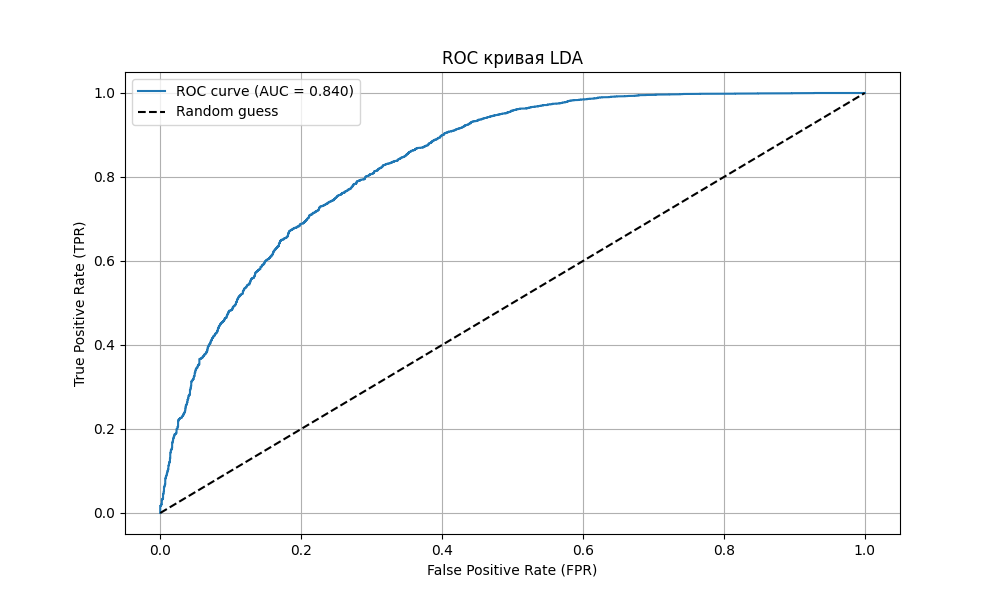 ROC кривая LDA
ROC curve (AUC = 0.840)
Random guess
True Positive Rate (TPR)
1.0
0.8
0.6
0.4
0.2
0.0
0.0 0.2 0.4 0.6 0.8 1.0
False Positive Rate (FPR)